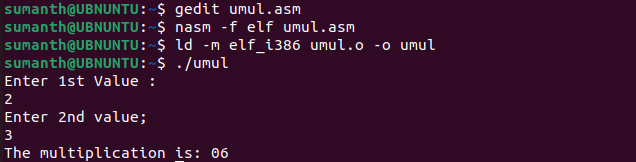 sumanth@UBNUNTU:~$ gedit umul.asm
sumanth@UBNUNTU:~$ nasm -f elf umul.asm
sumanth@UBNUNTU:~$ ld -m elf_i386 umul.o -o umul
sumanth@UBNUNTU:~$ ./umul
Enter 1st Value :
2
Enter 2nd value;
3
The multiplication is: 06